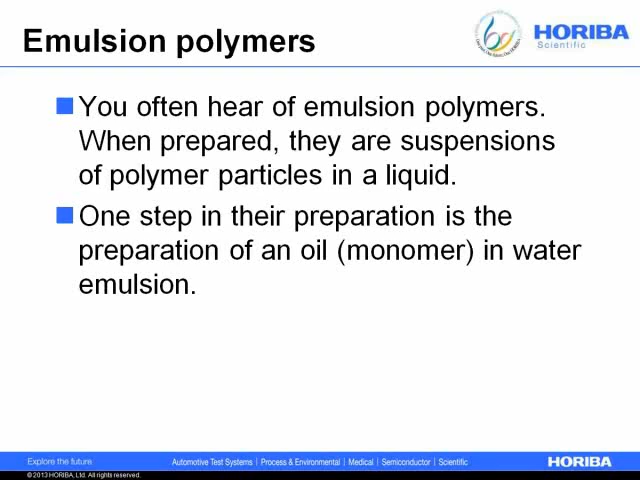 Emulsion polymers
HORIBA
Scientific
You often hear of emulsion polymers.
When prepared, they are suspensions
of polymer particles in a liquid.
One step in their preparation is the
preparation of an oil (monomer) in water
emulsion.
Explore the future
Automotive Test Systems | Process & Environmental | Medical | Semiconductor | Scientific
HORIBA
© 2013 HORIBA, Ltd. All rights reserved.